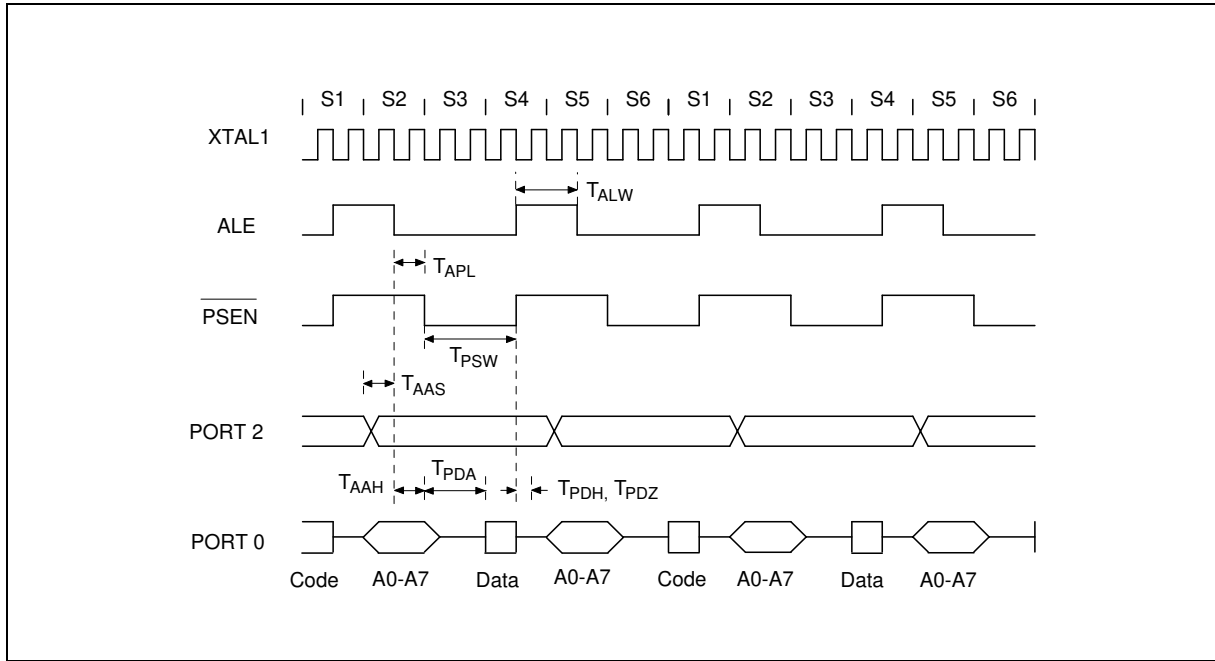 S1 S2 S3 S4 S5 S6 S1 S2 S3 S4 S5 S6
XTAL1
TALW
ALE
TAPL
PSEN
TPSW
TAAS
PORT 2
TAAH TPDA TPDH, TPDZ
PORT 0
Code A0-A7 Data A0-A7 Code A0-A7 Data A0-A7